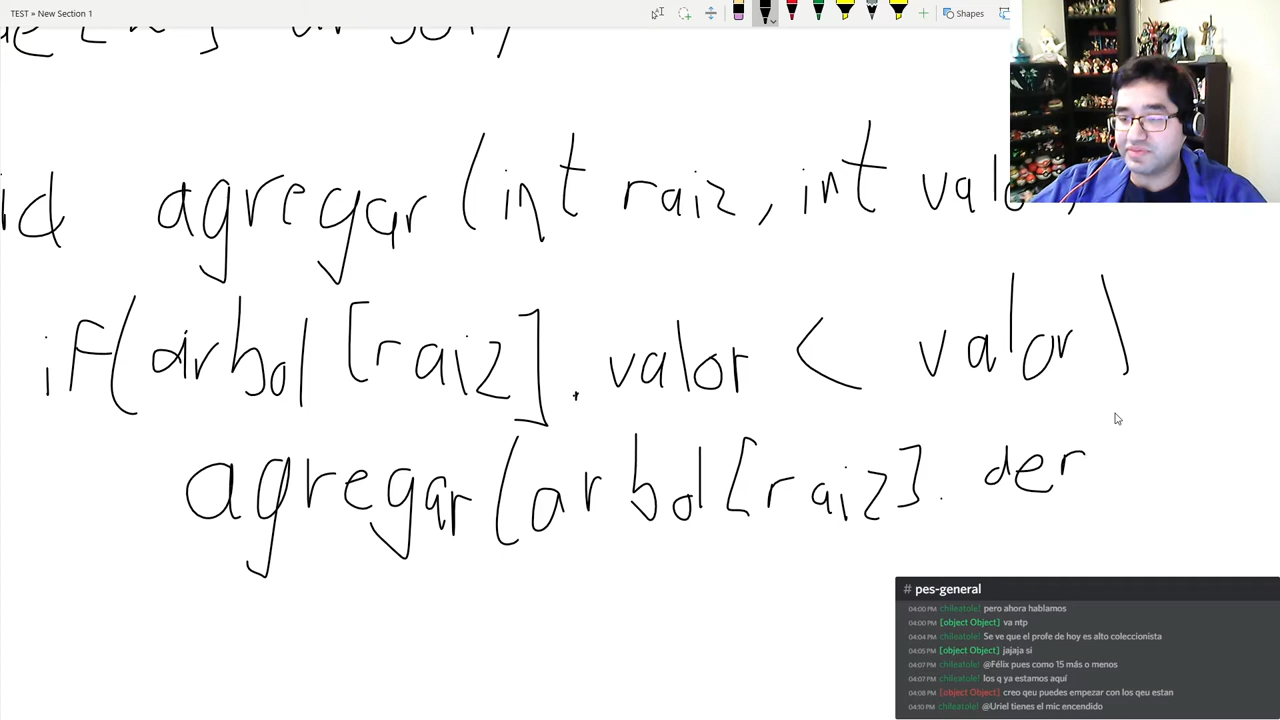 TEST » New Section 1
Shapes
id agregar(int raiz, int valo
if(arbol[raiz].valor < valor)
agregar(arbol[raiz].der
# pes-general
04:00 PM chileatole! pero ahora hablamos
04:00 PM [object Object] va ntp
04:04 PM chileatole! Se ve que el profe de hoy es alto coleccionista
04:05 PM [object Object] jajaja si
04:07 PM chileatole! @Félix pues como 15 más o menos
04:07 PM chileatole! los q ya estamos aquí
04:08 PM [object Object] creo qeu puedes empezar con los qeu estan
04:10 PM chileatole! @Uriel tienes el mic encendido